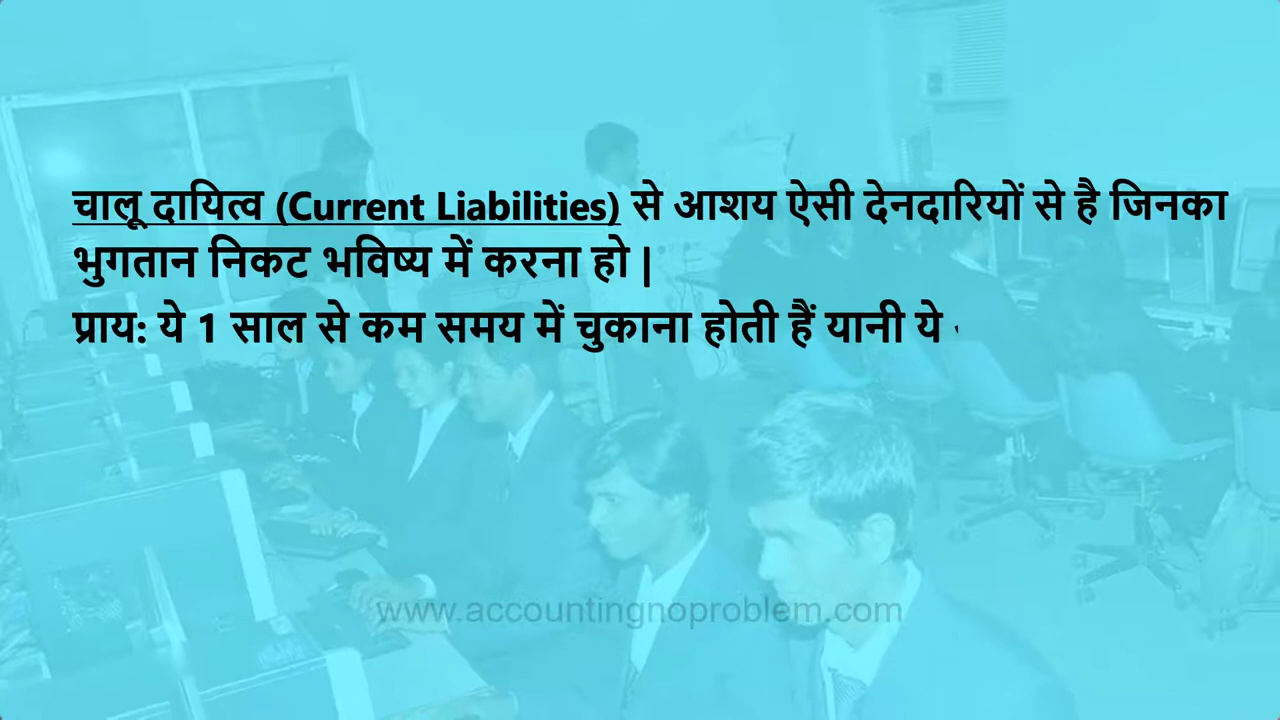 चालू दायित्व (Current Liabilities) से आशय ऐसी देनदारियों से है जिनका
भुगतान निकट भविष्य में करना हो |
प्राय: ये 1 साल से कम समय में चुकाना होती हैं यानी ये
www.accountingnoproblem.com